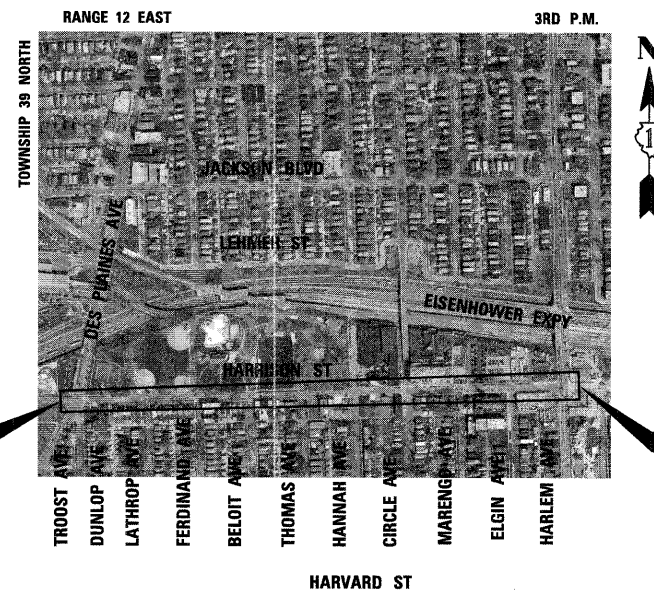 RANGE 12 EAST
3RD P.M.
TOWNSHIP 39 NORTH
N
JACKSON BLVD
LEHMER ST
DES PLAINES AVE
EISENHOWER EXPY
HARRISON ST
TROOST AVE
DUNLOP AVE
LATHROP AVE
FERDINAND AVE
BELOIT AVE
THOMAS AVE
HANNAH AVE
CIRCLE AVE
MARENGO AVE
ELGIN AVE
HARLEM AVE
HARVARD ST